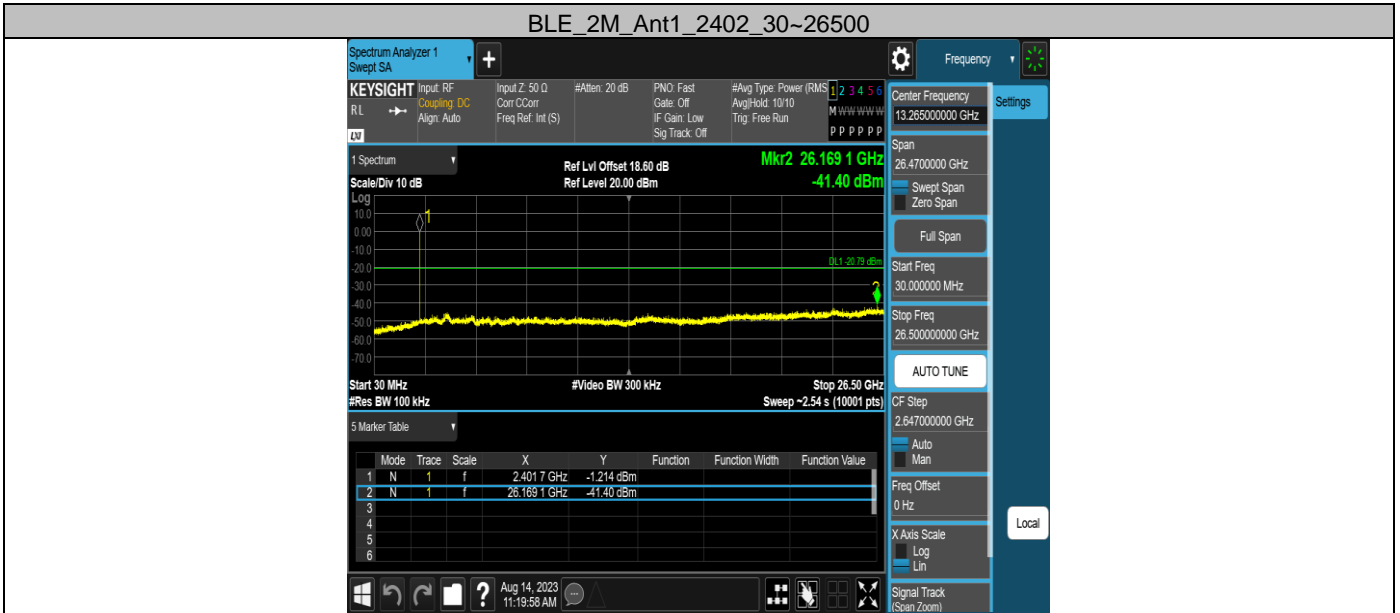 BLE_2M_Ant1_2402_30~26500
Spectrum Analyzer 1
Swept SA
+
Frequency
KEYSIGHT
RL
LXI
Input: RF
Coupling: DC
Align: Auto
Input Z: 50 Ω
Corr CCorr
Freq Ref: Int (S)
#Atten: 20 dB
PNO: Fast
Gate: Off
IF Gain: Low
Sig Track: Off
#Avg Type: Power (RMS
Avg|Hold: 10/10
Trig: Free Run
1 2 3 4 5 6
M W W W W W
P P P P P P
1 Spectrum
Scale/Div 10 dB
Log
Ref Lvl Offset 18.60 dB
Ref Level 20.00 dBm
Mkr2 26.169 1 GHz
-41.40 dBm
10.0
0.00
-10.0
-20.0
-30.0
-40.0
-50.0
-60.0
-70.0
1
DL1 -20.79 dBm
2
Start 30 MHz
#Video BW 300 kHz
Stop 26.50 GHz
#Res BW 100 kHz
Sweep ~2.54 s (10001 pts)
5 Marker Table
Mode Trace Scale X Y Function Function Width Function Value
1 N 1 f 2.401 7 GHz -1.214 dBm
2 N 1 f 26.169 1 GHz -41.40 dBm
3
4
5
6
Center Frequency
13.265000000 GHz
Span
26.4700000 GHz
Swept Span
Zero Span
Full Span
Start Freq
30.000000 MHz
Stop Freq
26.500000000 GHz
AUTO TUNE
CF Step
2.647000000 GHz
Auto
Man
Freq Offset
0 Hz
X Axis Scale
Log
Lin
Signal Track
(Span Zoom)
Settings
Local
?
Aug 14, 2023
11:19:58 AM